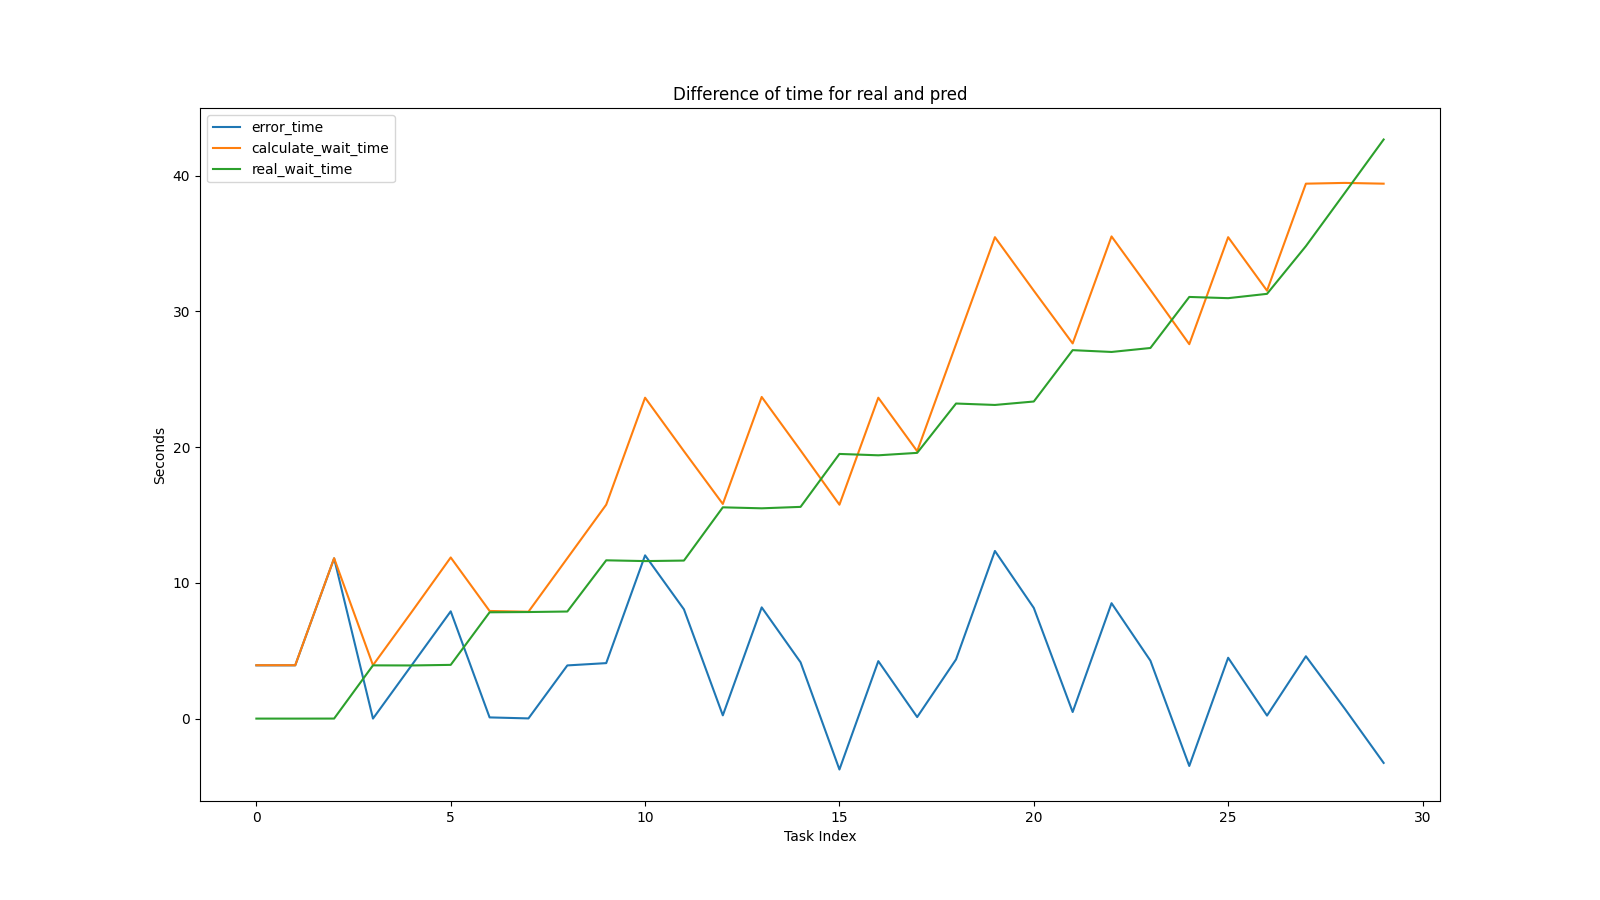 Difference of time for real and pred
error_time
calculate_wait_time
real_wait_time
40
30
20
10
0
Seconds
0 5 10 15 20 25 30
Task Index